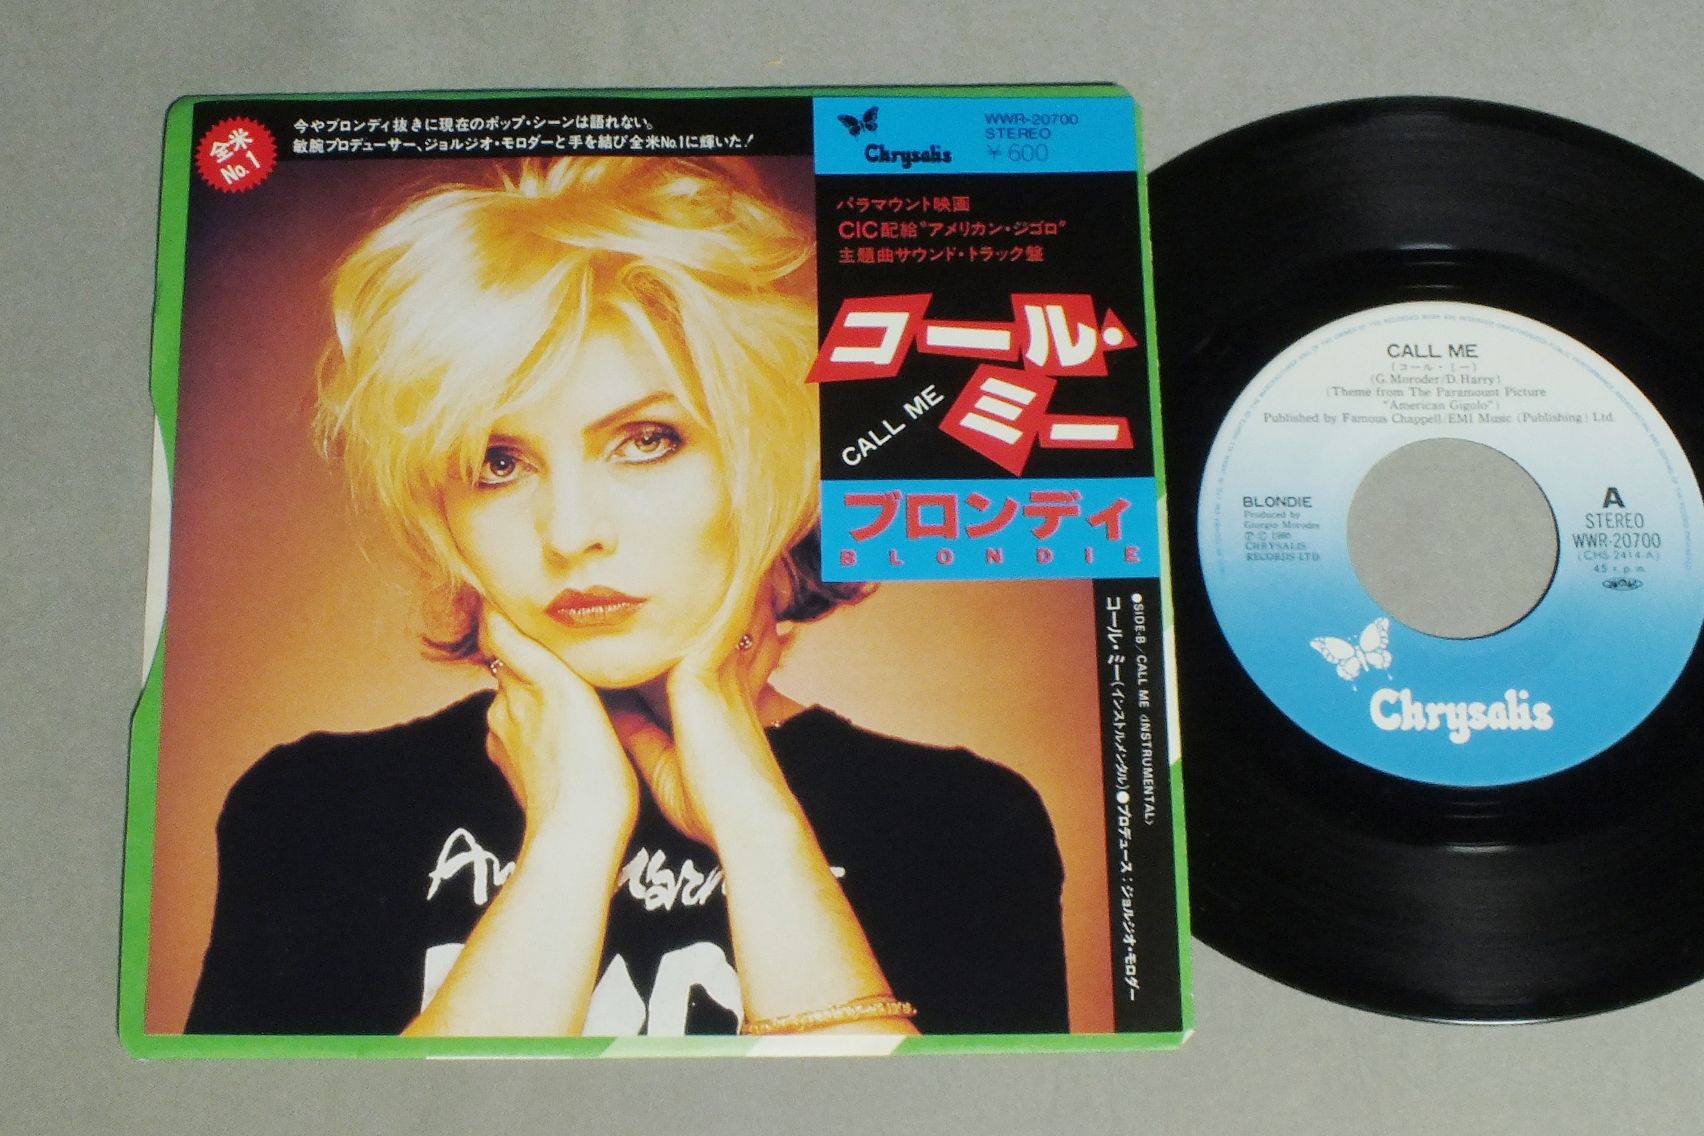 全米
No.1
今やブロンディ抜きに現在のポップ・シーンは語れない。
敏腕プロデューサー、ジョルジオ・モロダーと手を結び全米No.1に輝いた!
Chrysalis
WWR-20700
STEREO
¥600
パラマウント映画
CIC配給“アメリカン・ジゴロ”
主題曲サウンド・トラック盤
コール・
ミー
CALL ME
ブロンディ
BLONDIE
●SIDE-B/CALL ME〈INSTRUMENTAL〉
コール・ミー(インストルメンタル)●プロデュース:ジョルジオ・モロダー
CALL ME
(コール・ミー)
(G.Moroder/D.Harry)
(Theme from The Paramount Picture
"American Gigolo")
Published by Famous Chappell/EMI Music (Publishing) Ltd.
BLONDIE
Produced by
Giorgio Moroder
Ⓟ©1980
CHRYSALIS
RECORDS LTD.
A
STEREO
WWR-20700
(CHS 2414 A)
45 r.p.m.
Chrysalis